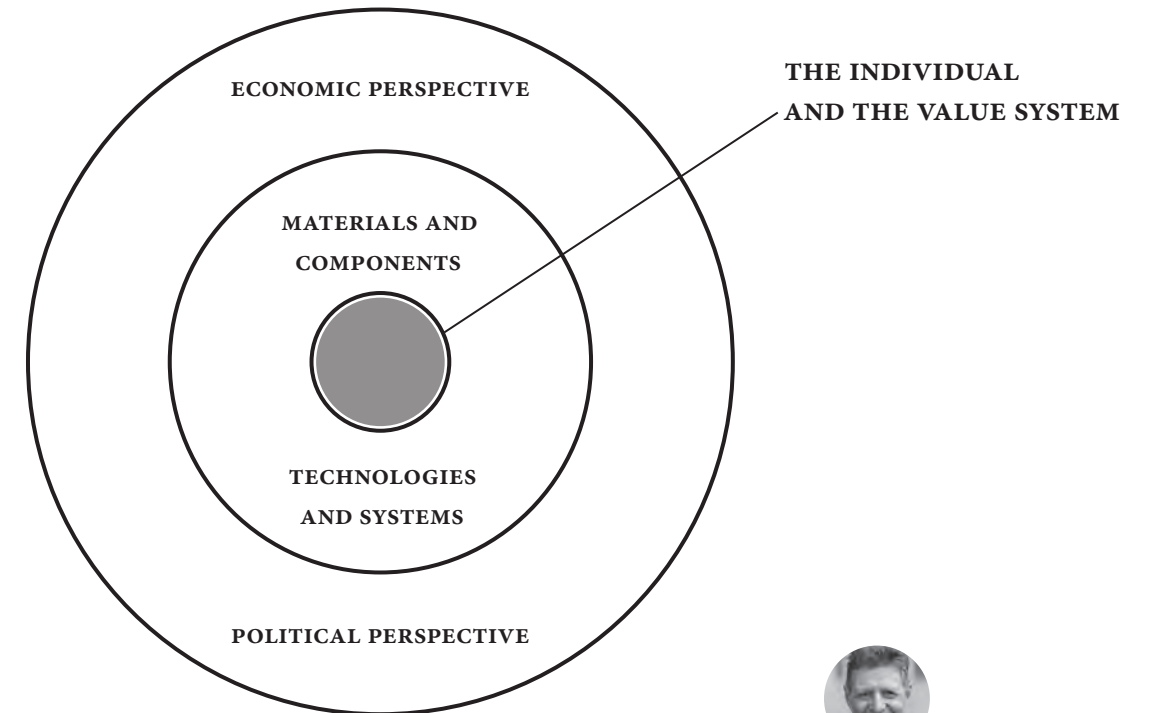 ECONOMIC PERSPECTIVE
THE INDIVIDUAL
AND THE VALUE SYSTEM
MATERIALS AND
COMPONENTS
TECHNOLOGIES
AND SYSTEMS
POLITICAL PERSPECTIVE